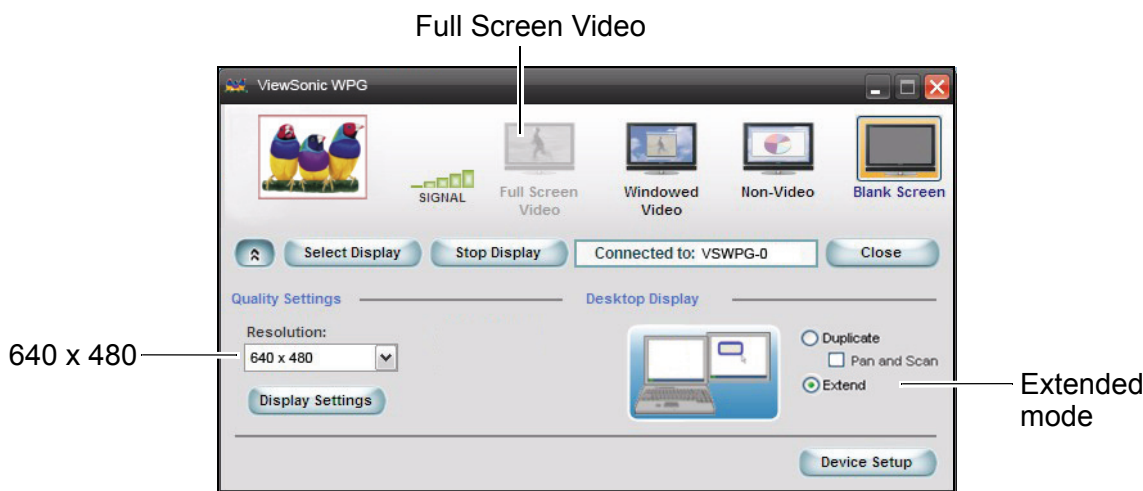 Full Screen Video
ViewSonic WPG
SIGNAL
Full Screen
Video
Windowed
Video
Non-Video
Blank Screen
Select Display
Stop Display
Connected to: VSWPG-0
Close
Quality Settings
Desktop Display
Resolution:
640 x 480
640 x 480
Display Settings
Duplicate
Pan and Scan
Extend
Extended
mode
Device Setup